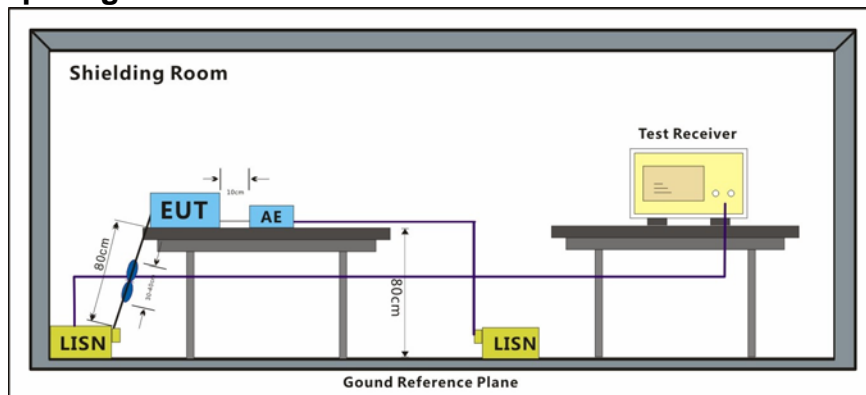 Shielding Room
Test Receiver
10cm
EUT
AE
80cm
30-40cm
80cm
LISN
LISN
Gound Reference Plane